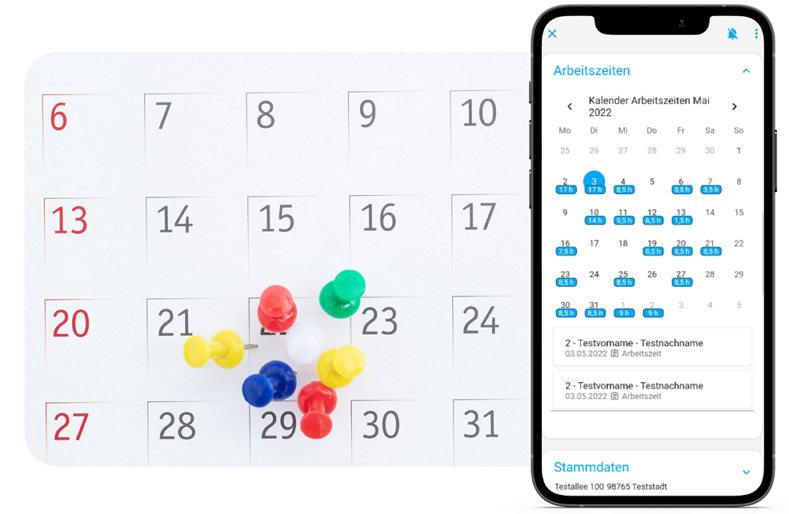 6 7 8 9 10
13 14 15 16 17
20 21 23 24
27 28 29 30 31
Arbeitszeiten
Kalender Arbeitszeiten Mai
2022
Mo Di Mi Do Fr Sa So
25 26 27 28 29 30 1
2 3 4 5 6 7 8
17 h 17 h 8,5 h 8,5 h 3,5 h
9 10 11 12 13 14 15
14 h 9,5 h 8,5 h 1,5 h
16 17 18 19 20 21 22
7,5 h 8,5 h 8,5 h 8,5 h
23 24 25 26 27 28 29
8,5 h 8,5 h 8,5 h
30 31 1 2 3 4 5
8,5 h 8,5 h 9 h 9 h
2 - Testvorname - Testnachname
03.05.2022 Arbeitszeit
2 - Testvorname - Testnachname
03.05.2022 Arbeitszeit
Stammdaten
Testallee 100 98765 Teststadt